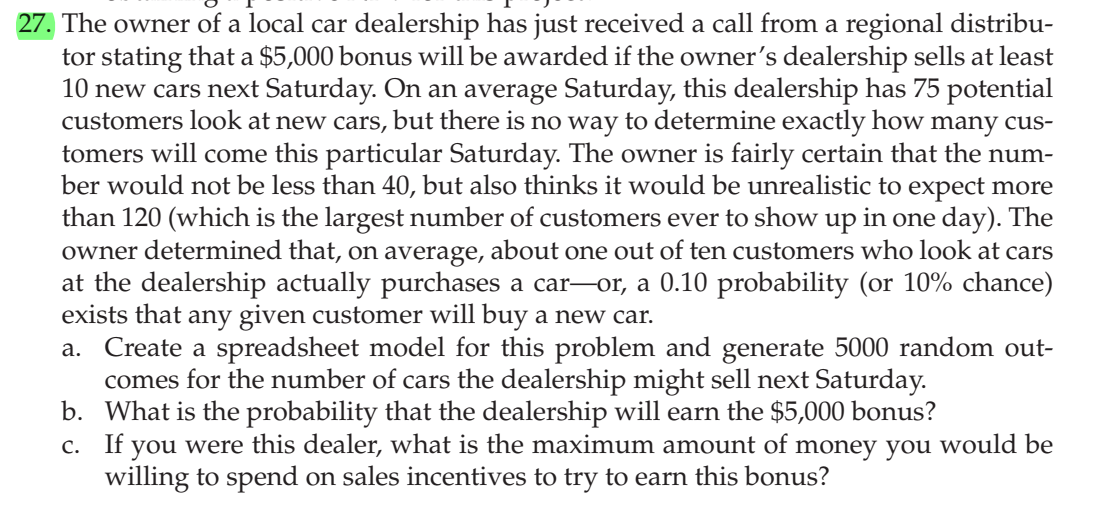 27. The owner of a local car dealership has just received a call from a regional distribu-
tor stating that a $5,000 bonus will be awarded if the owner's dealership sells at least
10 new cars next Saturday. On an average Saturday, this dealership has 75 potential
customers look at new cars, but there is no way to determine exactly how many cus-
tomers will come this particular Saturday. The owner is fairly certain that the num-
ber would not be less than 40, but also thinks it would be unrealistic to expect more
than 120 (which is the largest number of customers ever to show up in one day). The
owner determined that, on average, about one out of ten customers who look at cars
at the dealership actually purchases a car—or, a 0.10 probability (or 10% chance)
exists that any given customer will buy a new car.
a. Create a spreadsheet model for this problem and generate 5000 random out-
comes for the number of cars the dealership might sell next Saturday.
b. What is the probability that the dealership will earn the $5,000 bonus?
c. If you were this dealer, what is the maximum amount of money you would be
willing to spend on sales incentives to try to earn this bonus?